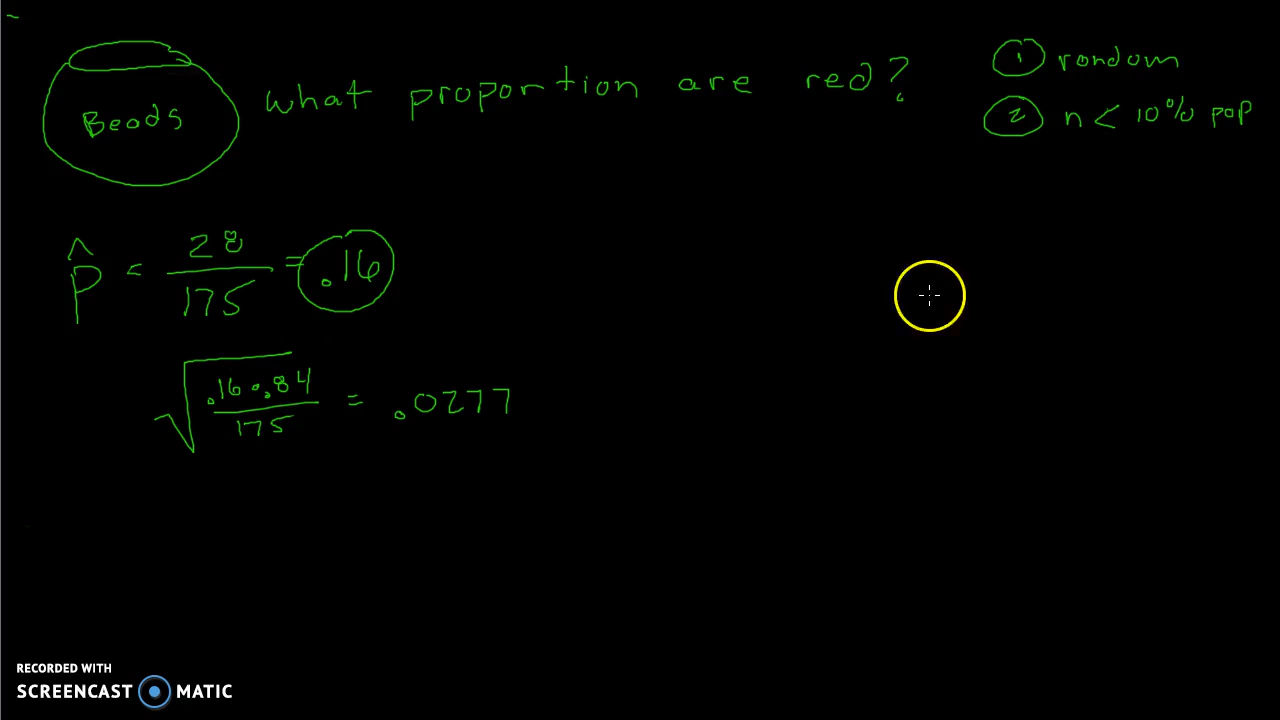 Beads what proportion are red?
① random
② n < 10% pop
p̂ = 28/175 = .16
√(.16 · .84 / 175) = .0277
RECORDED WITH
SCREENCAST MATIC